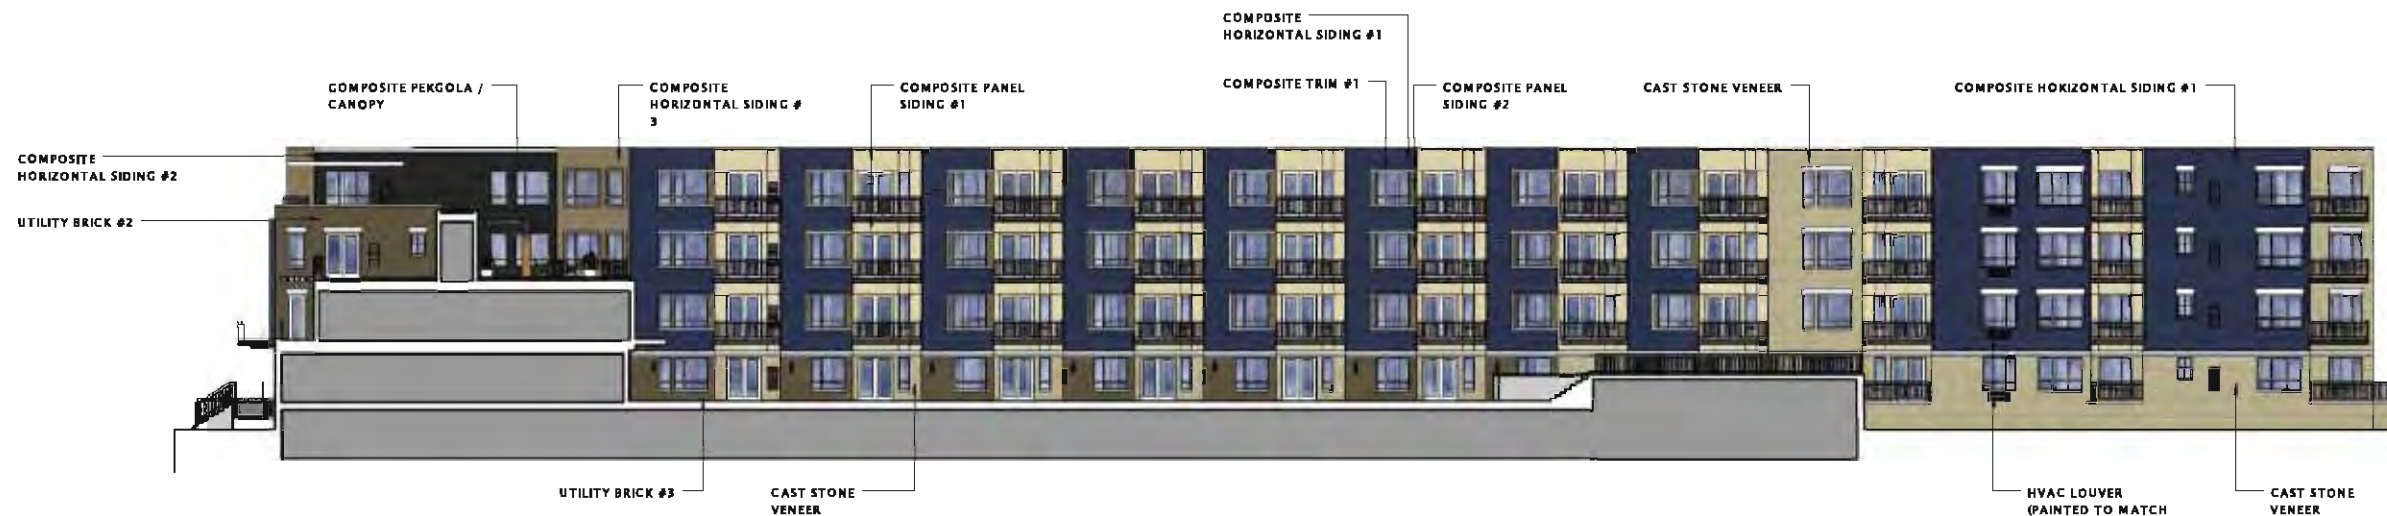 COMPOSITE
HORIZONTAL SIDING #1
COMPOSITE PERGOLA /
CANOPY
COMPOSITE
HORIZONTAL SIDING #
3
COMPOSITE PANEL
SIDING #1
COMPOSITE TRIM #1
COMPOSITE PANEL
SIDING #2
CAST STONE VENEER
COMPOSITE HORIZONTAL SIDING #1
COMPOSITE
HORIZONTAL SIDING #2
UTILITY BRICK #2
UTILITY BRICK #3
CAST STONE
VENEER
HVAC LOUVER
(PAINTED TO MATCH
CAST STONE
VENEER